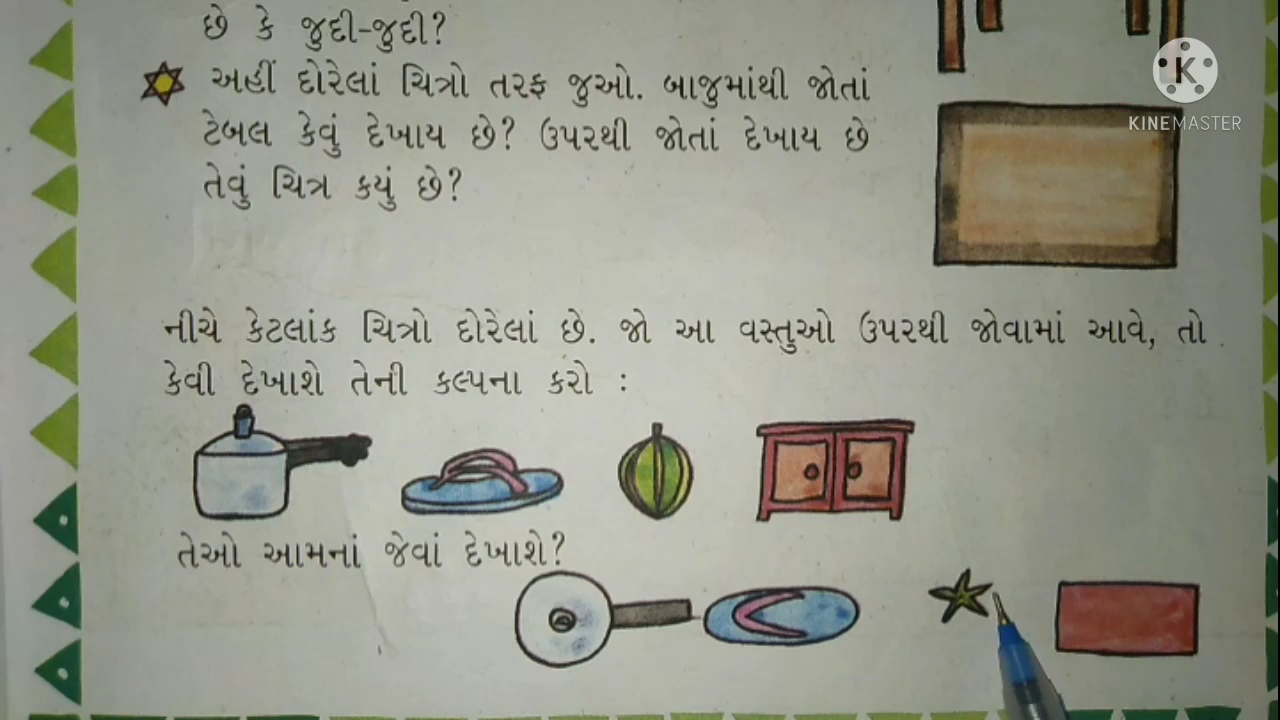 છે કે જુદી-જુદી?
અહીં દોરેલાં ચિત્રો તરફ જુઓ. બાજુમાંથી જોતાં
ટેબલ કેવું દેખાય છે? ઉપરથી જોતાં દેખાય છે
તેવું ચિત્ર કયું છે?
K
KINEMASTER
નીચે કેટલાંક ચિત્રો દોરેલાં છે. જો આ વસ્તુઓ ઉપરથી જોવામાં આવે, તો
કેવી દેખાશે તેની કલ્પના કરો :
તેઓ આમનાં જેવાં દેખાશે?